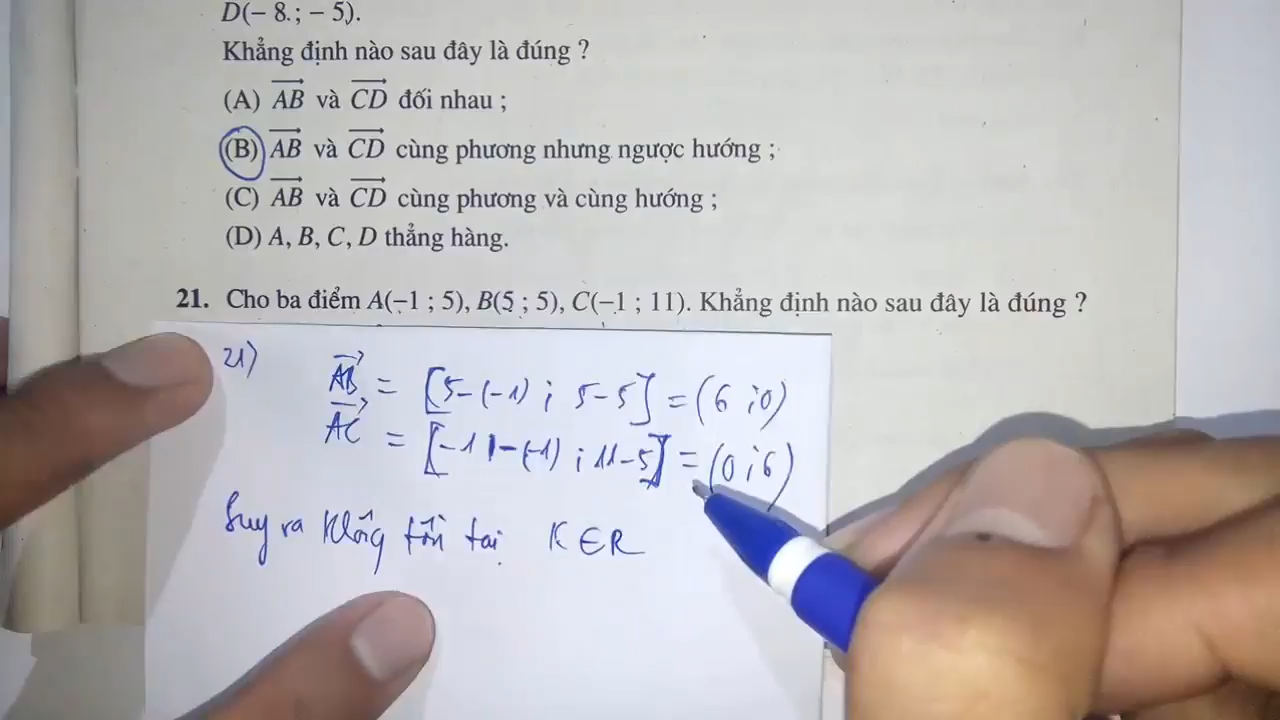 D(− 8.; − 5).
Khẳng định nào sau đây là đúng ?
(A) AB và CD đối nhau ;
(B) AB và CD cùng phương nhưng ngược hướng ;
(C) AB và CD cùng phương và cùng hướng ;
(D) A, B, C, D thẳng hàng.
21. Cho ba điểm A(−1 ; 5), B(5 ; 5), C(−1 ; 11). Khẳng định nào sau đây là đúng ?
21)
AB = [5-(-1) ; 5-5] = (6 ; 0)
AC = [-1 -(-1) ; 11-5] = (0 ; 6)
Suy ra không tồn tại K ∈ R